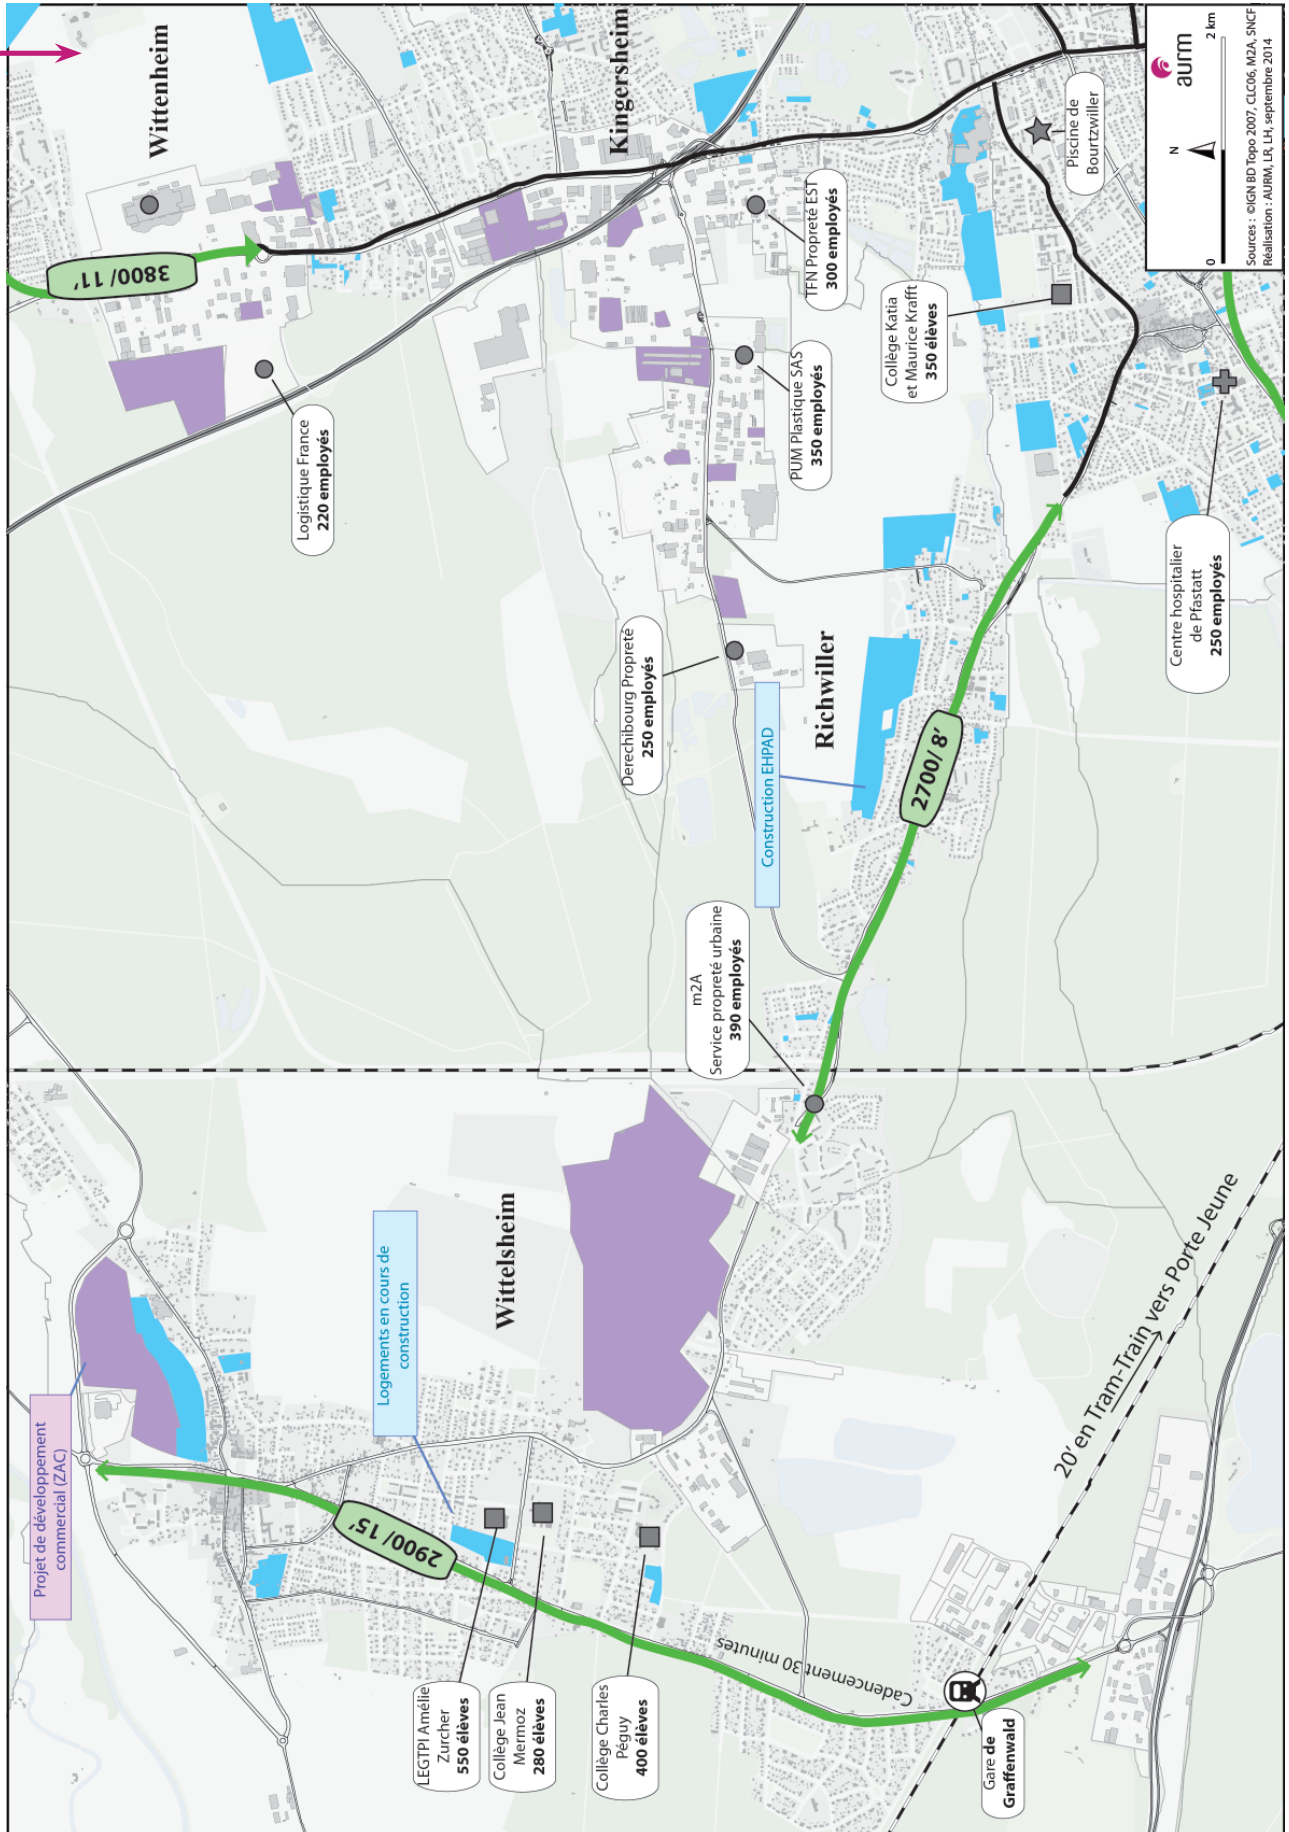 Projet de développement
commercial (ZAC)
Logements en cours de
construction
Wittelsheim
2900/ 15’
LEGTPI Amélie
Zurcher
550 élèves
Collège Jean
Mermoz
280 élèves
Collège Charles
Péguy
400 élèves
Cadencement 30 minutes
Gare de
Graffenwald
20’ en Tram-Train vers Porte Jeune
m2A
Service propreté urbaine
390 employés
Construction EHPAD
Richwiller
2700/ 8’
Derechibourg Propreté
250 employés
Logistique France
220 employés
3800/ 11’
Wittenheim
Kingersheim
PUM Plastique SAS
350 employés
TFN Propreté EST
300 employés
Collège Katia
et Maurice Krafft
350 élèves
Piscine de
Bourtzwiller
Centre hospitalier
de Pfastatt
250 employés
aurm
N
0
2 km
Sources : ©IGN BD Topo 2007, CLC06, M2A, SNCF
Réalisation : AURM, LR, LH, septembre 2014